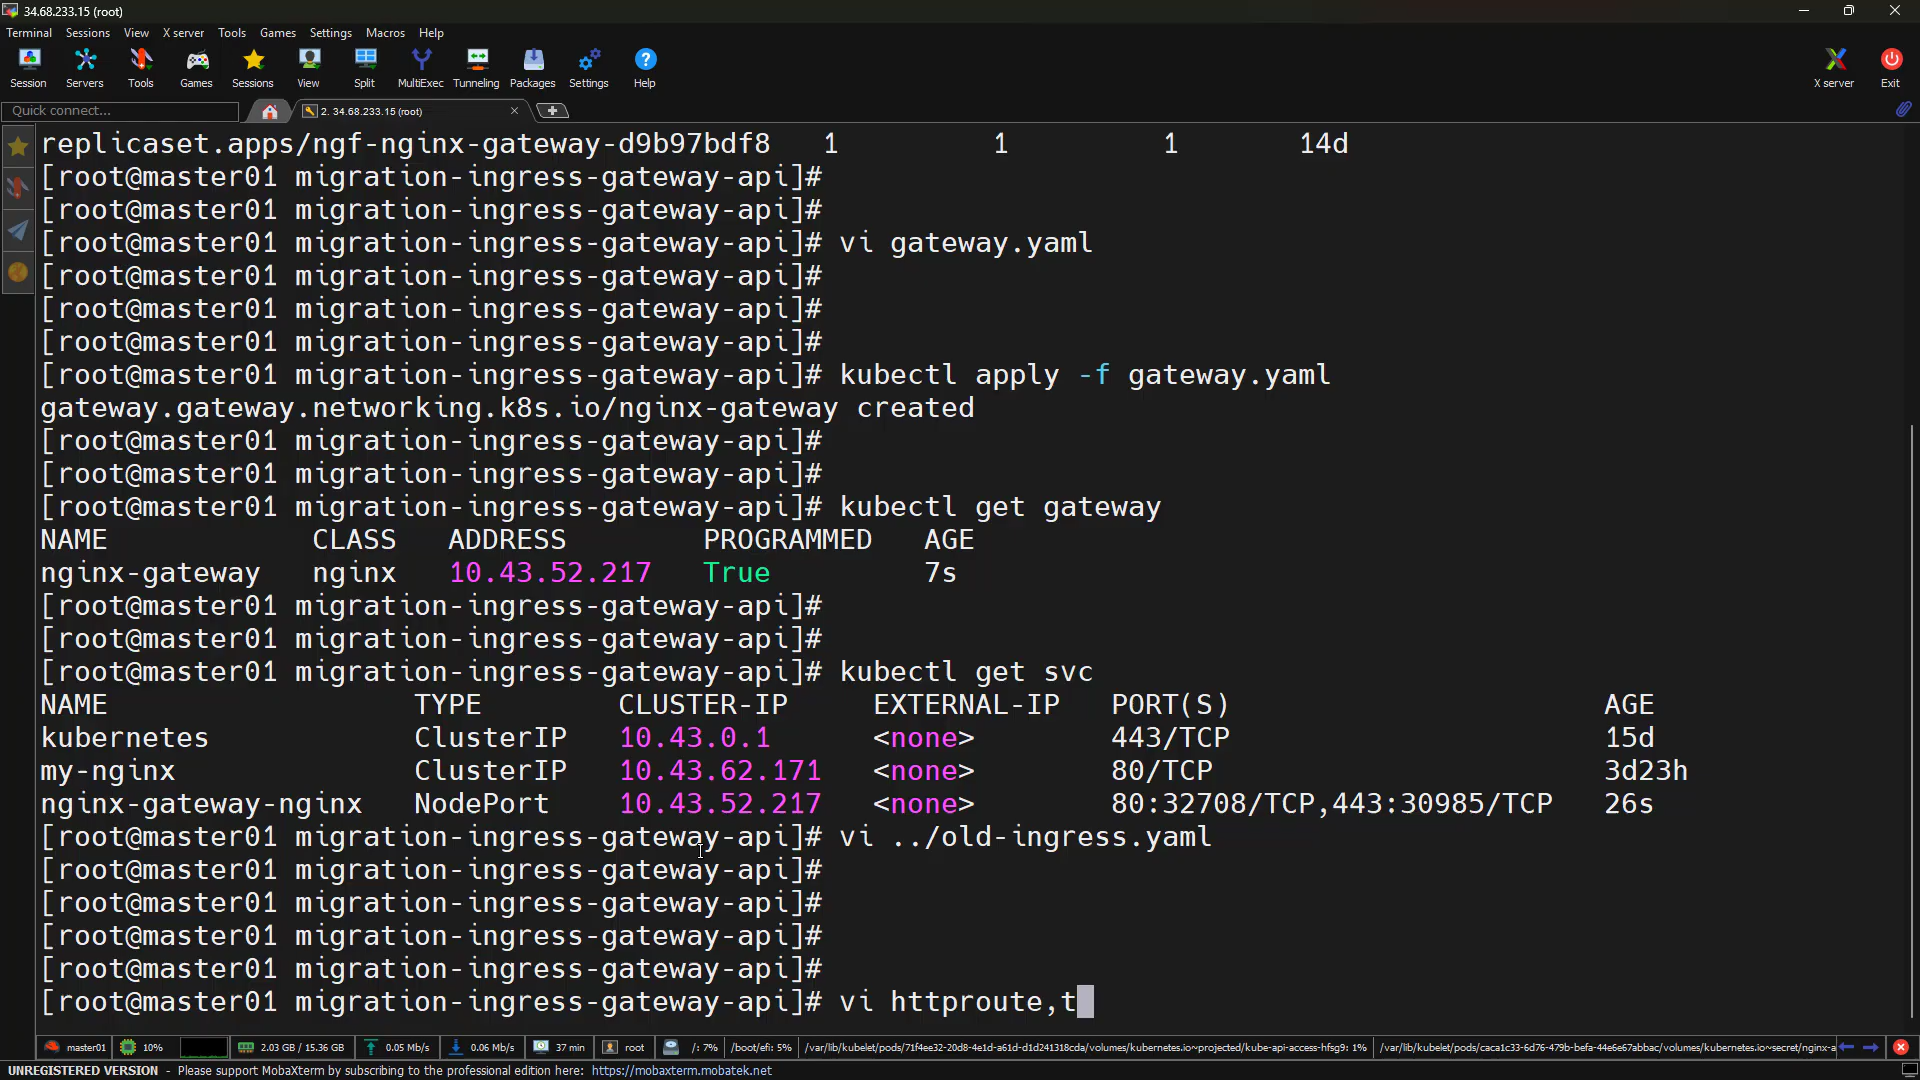 34.68.233.15 (root)
Terminal Sessions View X server Tools Games Settings Macros Help
Session Servers Tools Games Sessions View Split MultiExec Tunneling Packages Settings Help X server Exit
Quick connect... 2. 34.68.233.15 (root)
replicaset.apps/ngf-nginx-gateway-d9b97bdf8 1 1 1 14d
[root@master01 migration-ingress-gateway-api]#
[root@master01 migration-ingress-gateway-api]#
[root@master01 migration-ingress-gateway-api]# vi gateway.yaml
[root@master01 migration-ingress-gateway-api]#
[root@master01 migration-ingress-gateway-api]#
[root@master01 migration-ingress-gateway-api]#
[root@master01 migration-ingress-gateway-api]# kubectl apply -f gateway.yaml
gateway.gateway.networking.k8s.io/nginx-gateway created
[root@master01 migration-ingress-gateway-api]#
[root@master01 migration-ingress-gateway-api]#
[root@master01 migration-ingress-gateway-api]# kubectl get gateway
NAME CLASS ADDRESS PROGRAMMED AGE
nginx-gateway nginx 10.43.52.217 True 7s
[root@master01 migration-ingress-gateway-api]#
[root@master01 migration-ingress-gateway-api]#
[root@master01 migration-ingress-gateway-api]# kubectl get svc
NAME TYPE CLUSTER-IP EXTERNAL-IP PORT(S) AGE
kubernetes ClusterIP 10.43.0.1 <none> 443/TCP 15d
my-nginx ClusterIP 10.43.62.171 <none> 80/TCP 3d23h
nginx-gateway-nginx NodePort 10.43.52.217 <none> 80:32708/TCP,443:30985/TCP 26s
[root@master01 migration-ingress-gateway-api]# vi ../old-ingress.yaml
[root@master01 migration-ingress-gateway-api]#
[root@master01 migration-ingress-gateway-api]#
[root@master01 migration-ingress-gateway-api]#
[root@master01 migration-ingress-gateway-api]#
[root@master01 migration-ingress-gateway-api]# vi httproute,t
master01 10% 2.03 GB / 15.36 GB 0.05 Mb/s 0.06 Mb/s 37 min root /: 7% /boot/efi: 5% /var/lib/kubelet/pods/71f4ee32-20d8-4e1d-a61d-d1d241318cda/volumes/kubernetes.io~projected/kube-api-access-hfsg9: 1% /var/lib/kubelet/pods/caca1c33-6d76-479b-befa-44e6e67abbac/volumes/kubernetes.io~secret/nginx-a
UNREGISTERED VERSION - Please support MobaXterm by subscribing to the professional edition here: https://mobaxterm.mobatek.net